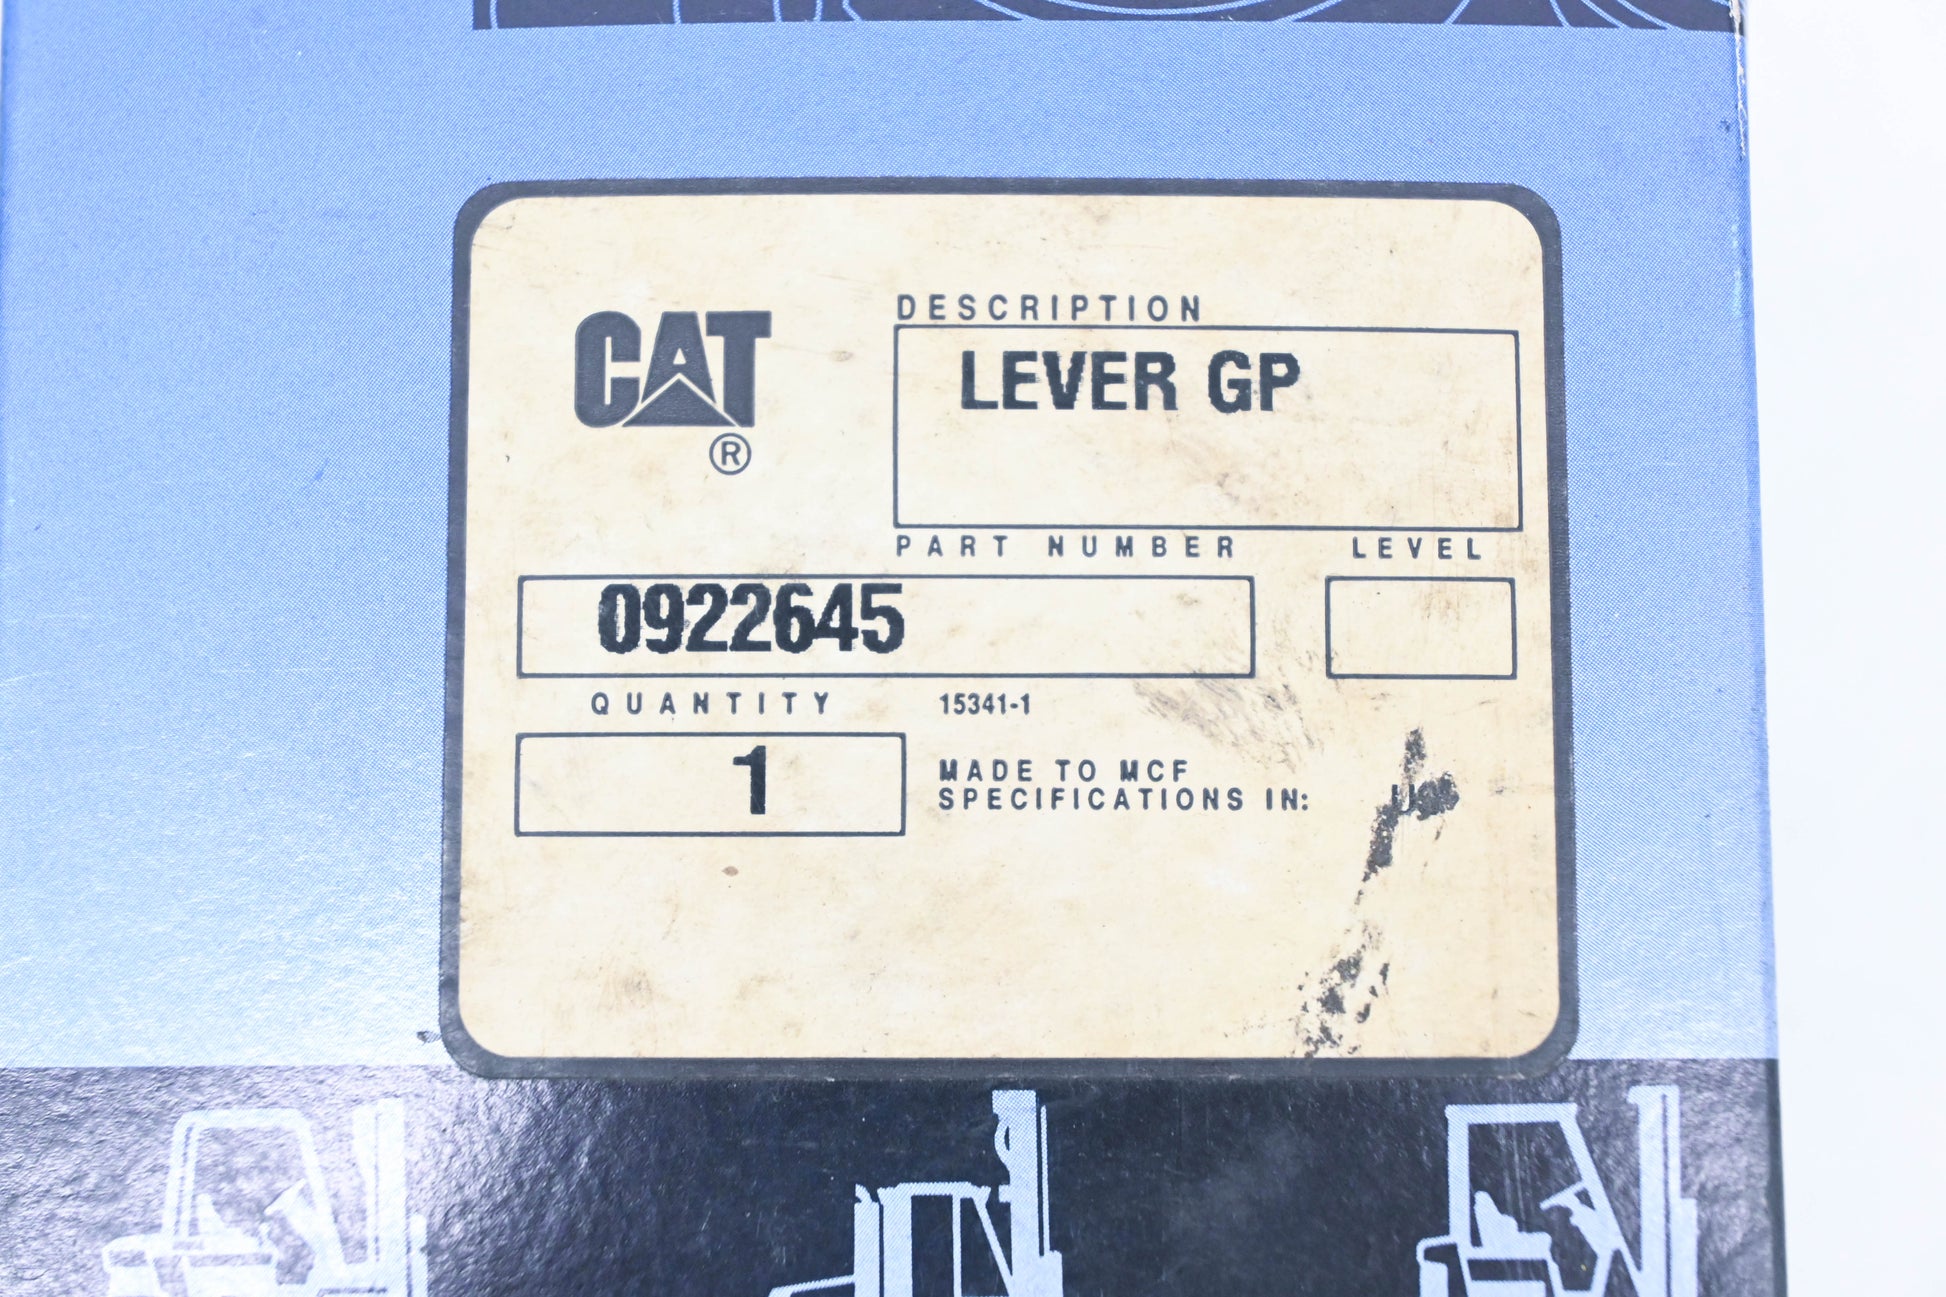 CAT
®
DESCRIPTION
LEVER GP
PART NUMBER LEVEL
0922645
QUANTITY 15341-1
1
MADE TO MCF
SPECIFICATIONS IN: